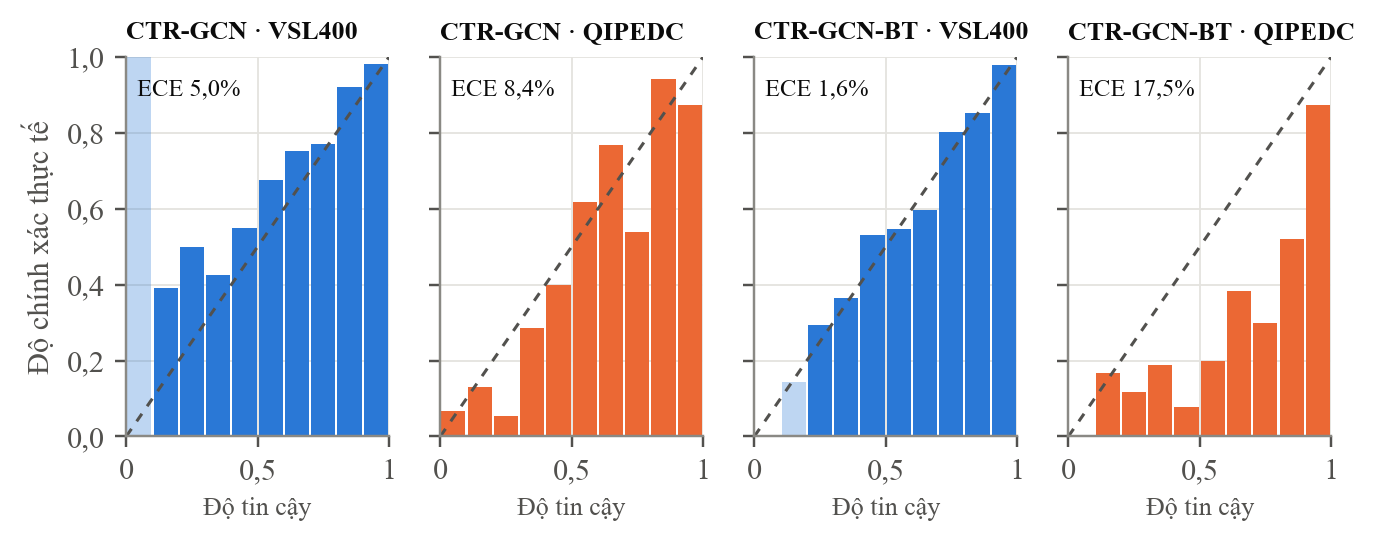 CTR-GCN · VSL400
CTR-GCN · QIPEDC
CTR-GCN-BT · VSL400
CTR-GCN-BT · QIPEDC
ECE 5,0%
ECE 8,4%
ECE 1,6%
ECE 17,5%
Độ chính xác thực tế
1,0
0,8
0,6
0,4
0,2
0,0
0 0,5 1
0 0,5 1
0 0,5 1
0 0,5 1
Độ tin cậy
Độ tin cậy
Độ tin cậy
Độ tin cậy